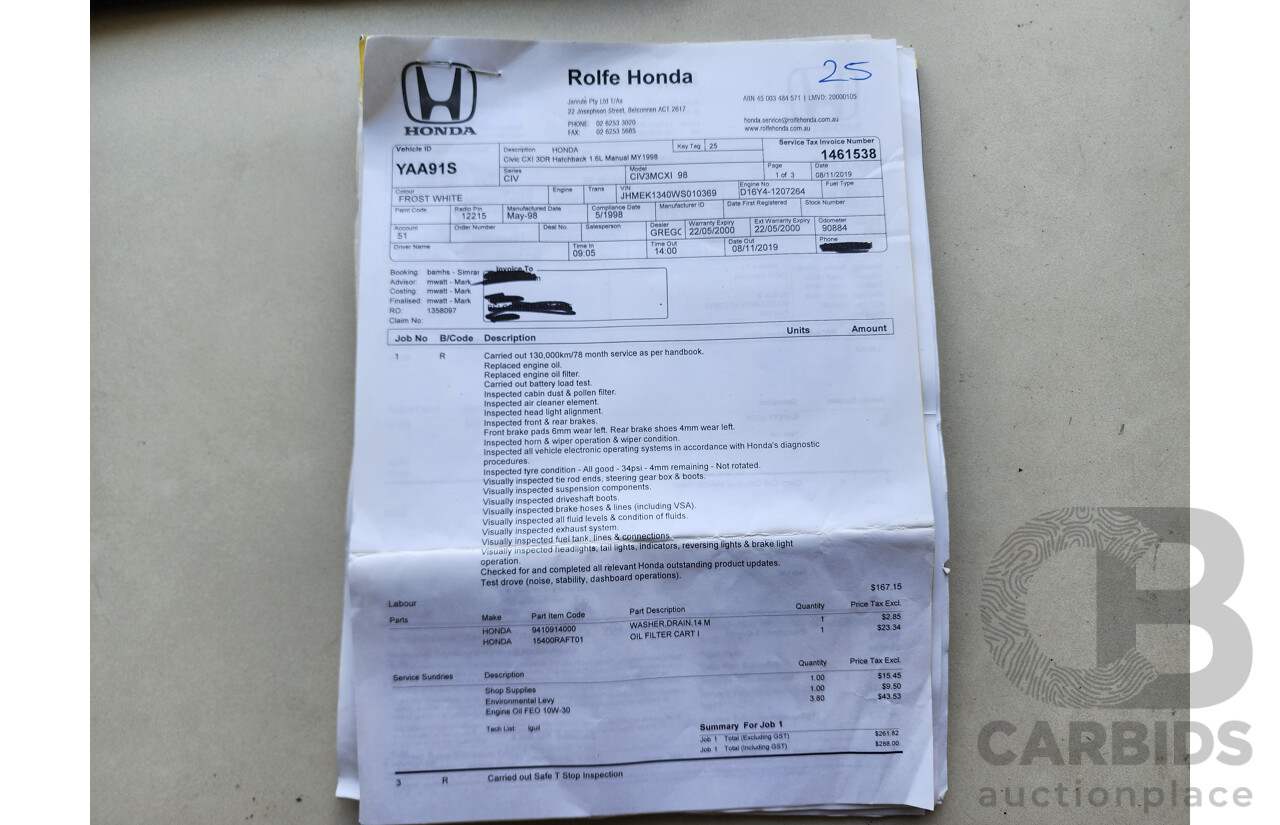 HONDA
Rolfe Honda
25
Jennini Pty Ltd T/As
22 Josephson Street, Belconnen ACT 2617
PHONE: 02 6253 3020
FAX: 02 6253 5685
ABN 45 003 484 571 | LMVD: 20000105
honda.service@rolfehonda.com.au
www.rolfehonda.com.au
Vehicle ID
YAA91S
Description HONDA
Civic CXI 3DR Hatchback 1.6L Manual MY1998
Key Tag 25
Service Tax Invoice Number
1461538
Series
CIV
Model
CIV3MCXI 98
Page
1 of 3
Date
08/11/2019
Colour
FROST WHITE
Engine
Trans
VIN
JHMEK1340WS010369
Engine No
D16Y4-1207264
Fuel Type
Paint Code
Radio Pin
12215
Manufactured Date
May-98
Compliance Date
5/1998
Manufacturer ID
Date First Registered
Stock Number
Account
51
Order Number
Deal No.
Salesperson
Dealer
GREGC
Warranty Expiry
22/05/2000
Ext Warranty Expiry
22/05/2000
Odometer
90884
Driver Name
Time In
09:05
Time Out
14:00
Date Out
08/11/2019
Phone
Booking: bamhs - Simrar
Advisor: mwatt - Mark
Costing: mwatt - Mark
Finalised: mwatt - Mark
RO: 1358097
Claim No:
Invoice To
Job No B/Code Description Units Amount
1 R Carried out 130,000km/78 month service as per handbook.
Replaced engine oil.
Replaced engine oil filter.
Carried out battery load test.
Inspected cabin dust & pollen filter.
Inspected air cleaner element.
Inspected head light alignment.
Inspected front & rear brakes.
Front brake pads 6mm wear left. Rear brake shoes 4mm wear left.
Inspected horn & wiper operation & wiper condition.
Inspected all vehicle electronic operating systems in accordance with Honda's diagnostic
procedures.
Inspected tyre condition - All good - 34psi - 4mm remaining - Not rotated.
Visually inspected tie rod ends, steering gear box & boots.
Visually inspected suspension components.
Visually inspected driveshaft boots.
Visually inspected brake hoses & lines (including VSA).
Visually inspected all fluid levels & condition of fluids.
Visually inspected exhaust system.
Visually inspected fuel tank, lines & connections
Visually inspected headlights, tail lights, indicators, reversing lights & brake light
operation.
Checked for and completed all relevant Honda outstanding product updates.
Test drove (noise, stability, dashboard operations).
Labour $167.15
Parts Make Part Item Code Part Description Quantity Price Tax Excl.
HONDA 9410914000 WASHER,DRAIN,14 M 1 $2.85
HONDA 15400RAFT01 OIL FILTER CART I 1 $23.34
Service Sundries Description Quantity Price Tax Excl.
Shop Supplies 1.00 $15.45
Environmental Levy 1.00 $9.50
Engine Oil FEO 10W-30 3.60 $43.53
Tech List: Igul
Summary For Job 1
Job 1 Total (Excluding GST) $261.82
Job 1 Total (Including GST) $288.00
3 R Carried out Safe T Stop Inspection
CB
CARBIDS
auctionplace